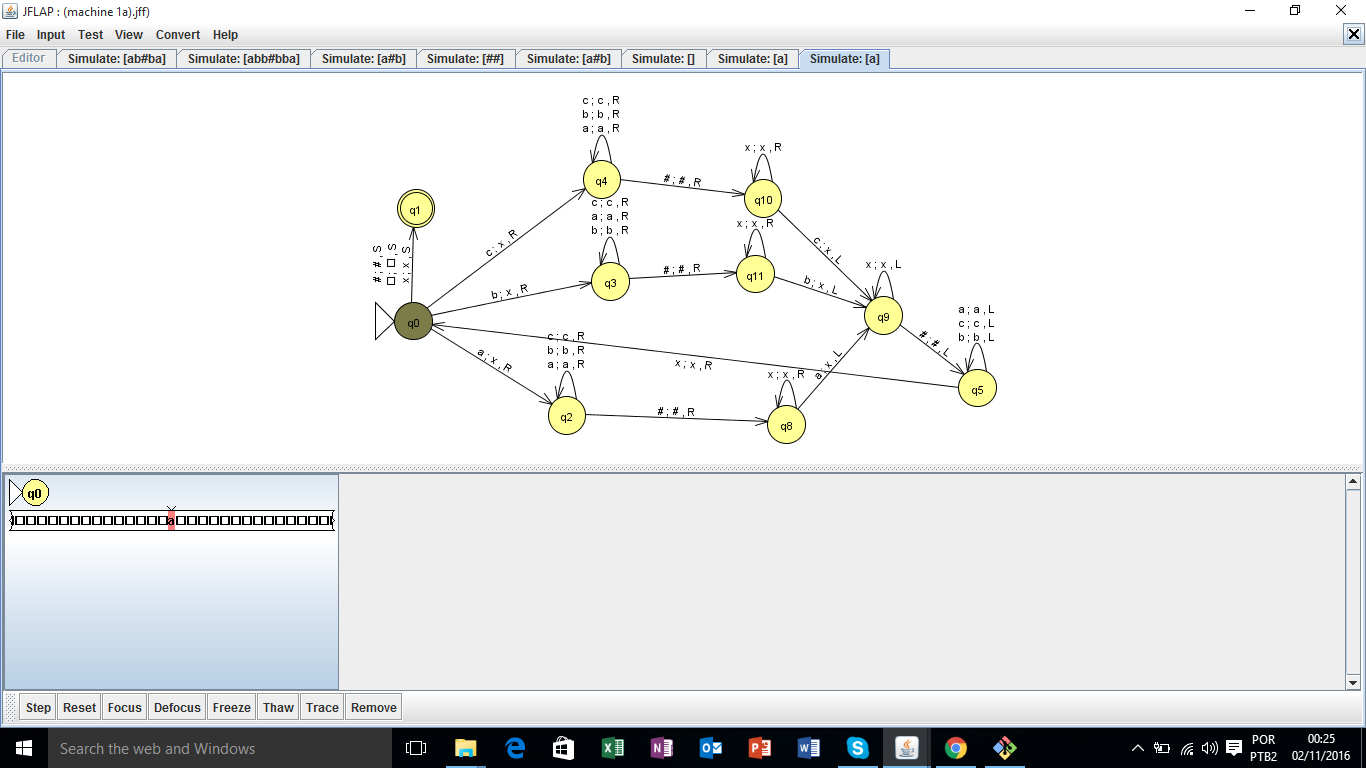 JFLAP : (machine 1a).jff)
File Input Test View Convert Help
Editor Simulate: [ab#ba] Simulate: [abb#bba] Simulate: [a#b] Simulate: [##] Simulate: [a#b] Simulate: [] Simulate: [a] Simulate: [a]
c ; c , R
b ; b , R
a ; a , R
q4
# ; # , R
x ; x , R
q10
q1
# ; # , S
□ ; □ , S
x ; x , S
c ; x , R
c ; c , R
a ; a , R
b ; b , R
q3
# ; # , R
x ; x , R
q11
c ; x , L
b ; x , L
x ; x , L
q9
q0
b ; x , R
a ; x , R
c ; c , R
b ; b , R
a ; a , R
q2
# ; # , R
x ; x , R
x ; x , R
q8
a ; x , L
# ; # , L
a ; a , L
c ; c , L
b ; b , L
q5
q0
a
Step Reset Focus Defocus Freeze Thaw Trace Remove
Search the web and Windows
POR
PTB2
00:25
02/11/2016